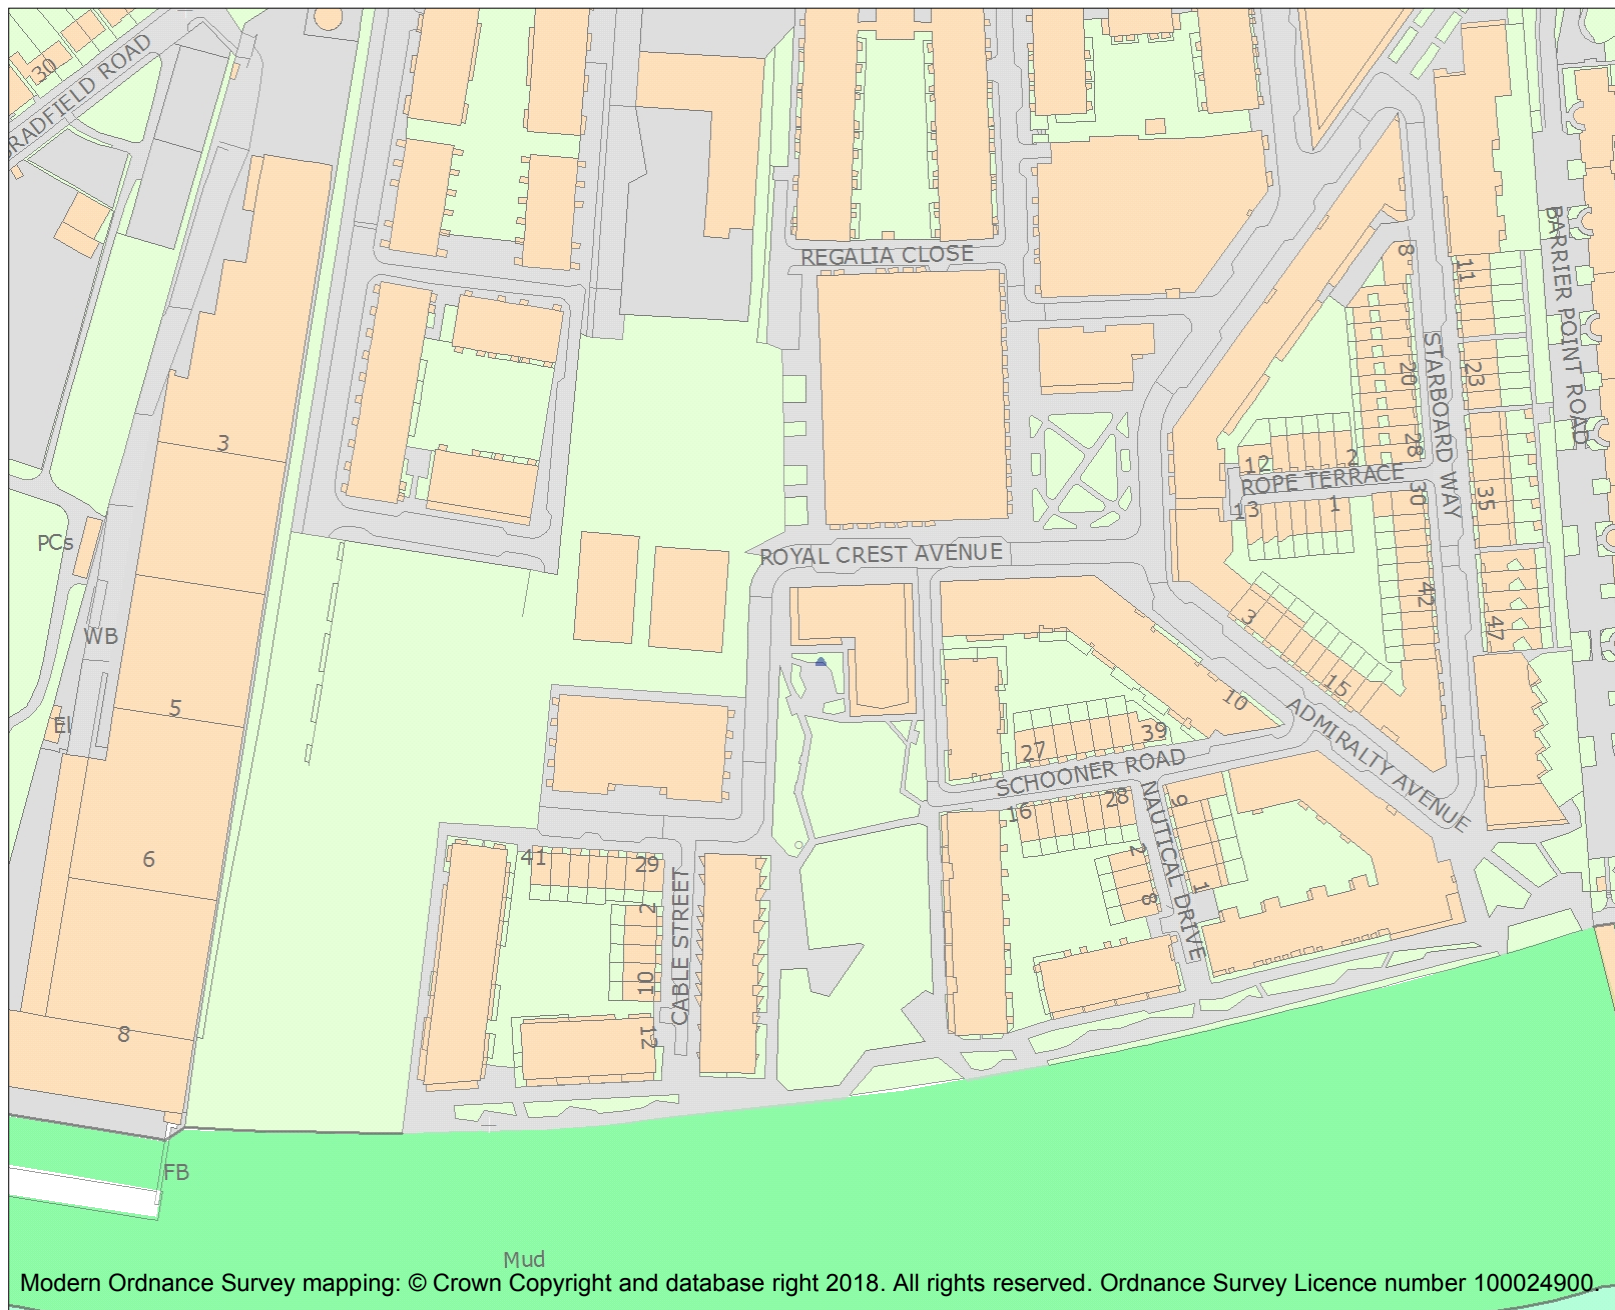 30
BRADFIELD ROAD
REGALIA CLOSE
BARRIER POINT ROAD
8
11
STARBOARD WAY
20
23
3
28
12
2
ROPE TERRACE
30
35
13
1
PCs
ROYAL CREST AVENUE
42
3
47
WB
15
10
5
El
ADMIRALTY AVENUE
39
27
SCHOONER ROAD
NAUTICAL DRIVE
9
28
16
6
41
29
2
8
1
2
CABLE STREET
10
12
8
FB
Mud
Modern Ordnance Survey mapping: © Crown Copyright and database right 2018. All rights reserved. Ordnance Survey Licence number 100024900.